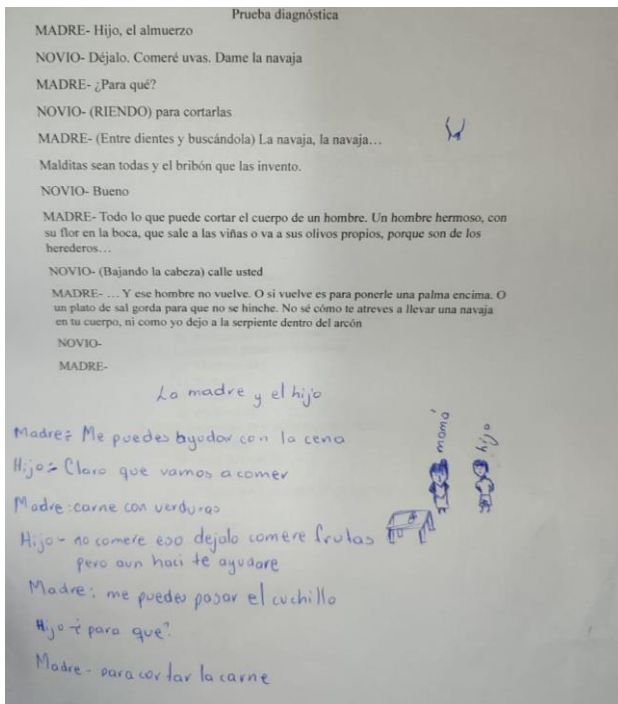 Prueba diagnóstica
MADRE- Hijo, el almuerzo
NOVIO- Déjalo. Comeré uvas. Dame la navaja
MADRE- ¿Para qué?
NOVIO- (RIENDO) para cortarlas
MADRE- (Entre dientes y buscándola) La navaja, la navaja…
Malditas sean todas y el bribón que las invento.
NOVIO- Bueno
MADRE- Todo lo que puede cortar el cuerpo de un hombre. Un hombre hermoso, con
su flor en la boca, que sale a las viñas o va a sus olivos propios, porque son de los
herederos…
NOVIO- (Bajando la cabeza) calle usted
MADRE- … Y ese hombre no vuelve. O si vuelve es para ponerle una palma encima. O
un plato de sal gorda para que no se hinche. No sé cómo te atreves a llevar una navaja
en tu cuerpo, ni como yo dejo a la serpiente dentro del arcón
NOVIO-
MADRE-
La madre y el hijo
Madre: Me puedes ayudar con la cena
Hijo: Claro que vamos a comer
Madre: carne con verduras
Hijo- no comere eso dejalo comere frutas
pero aun haci te ayudare
Madre: me puedes pasar el cuchillo
Hijo- ¿para que?
Madre- para cortar la carne
mamá
hijo